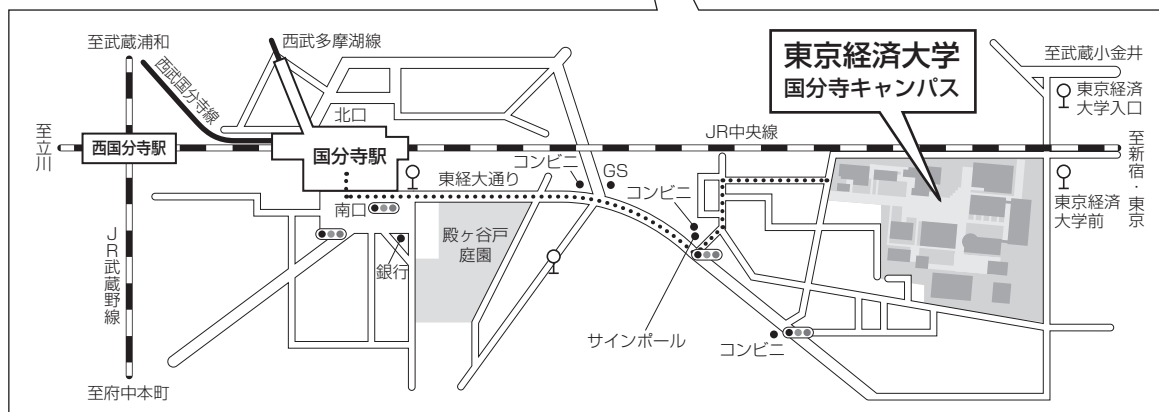 至武蔵浦和
西武多摩湖線
西武国分寺線
北口
至立川
西国分寺駅
国分寺駅
JR中央線
東京経済大学
国分寺キャンパス
至武蔵小金井
東京経済
大学入口
至新宿・東京
東京経済
大学前
コンビニ
GS
コンビニ
東経大通り
南口
銀行
殿ヶ谷戸
庭園
JR武蔵野線
サインポール
コンビニ
至府中本町